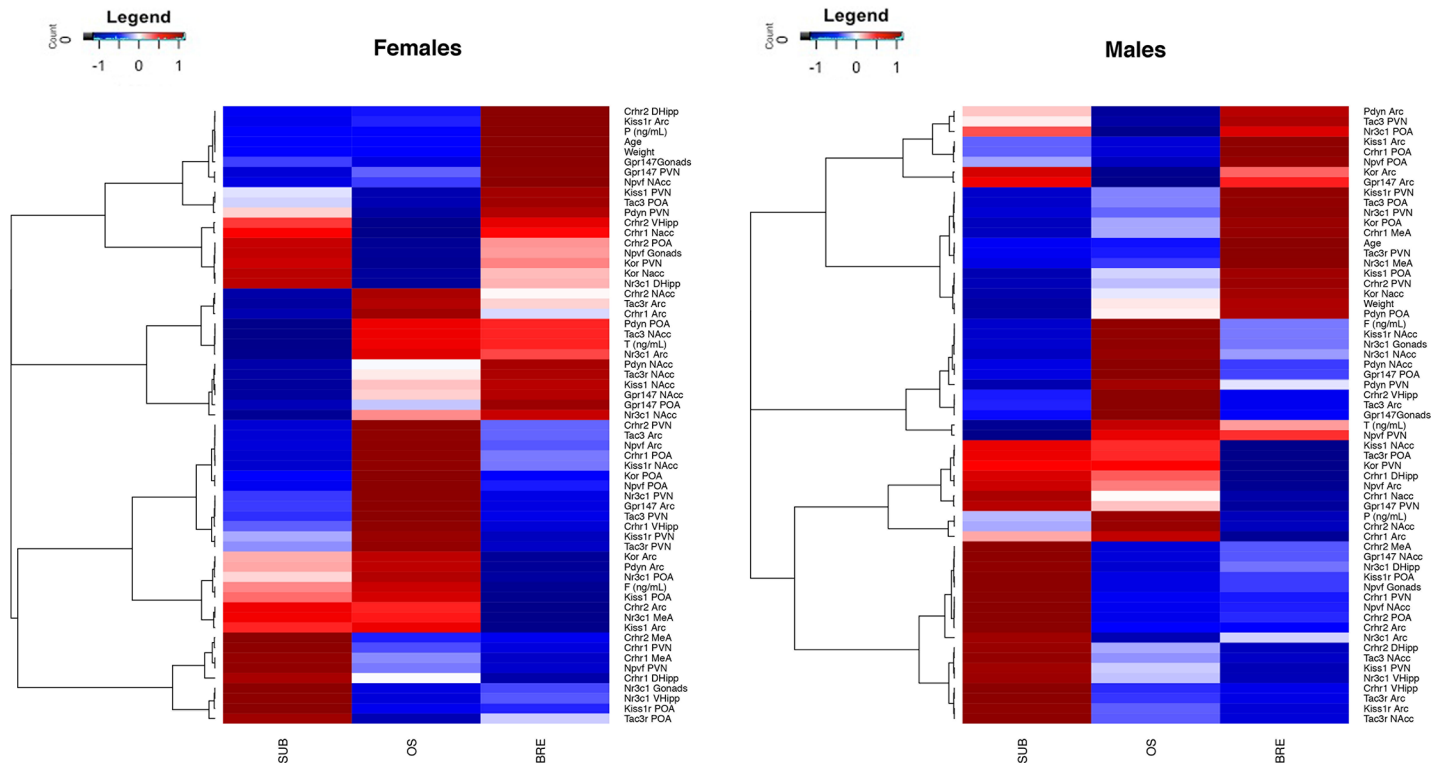 Legend
Count
0
-1 0 1
Females
Crhr2 DHipp
Kiss1r Arc
P (ng/mL)
Age
Weight
Gpr147Gonads
Gpr147 PVN
Npvf NAcc
Kiss1 PVN
Tac3 POA
Pdyn PVN
Crhr2 VHipp
Crhr1 Nacc
Crhr2 POA
Npvf Gonads
Kor PVN
Kor Nacc
Nr3c1 DHipp
Crhr2 NAcc
Tac3r Arc
Crhr1 Arc
Pdyn POA
Tac3 NAcc
T (ng/mL)
Nr3c1 Arc
Pdyn NAcc
Tac3r NAcc
Kiss1 NAcc
Gpr147 NAcc
Gpr147 POA
Nr3c1 NAcc
Crhr2 PVN
Tac3 Arc
Npvf Arc
Crhr1 POA
Kiss1r NAcc
Kor POA
Npvf POA
Nr3c1 PVN
Gpr147 Arc
Tac3 PVN
Crhr1 VHipp
Kiss1r PVN
Tac3r PVN
Kor Arc
Pdyn Arc
Nr3c1 POA
F (ng/mL)
Kiss1 POA
Crhr2 Arc
Nr3c1 MeA
Kiss1 Arc
Crhr2 MeA
Crhr1 PVN
Crhr1 MeA
Npvf PVN
Crhr1 DHipp
Nr3c1 Gonads
Nr3c1 VHipp
Kiss1r POA
Tac3r POA
SUB OS BRE
Legend
Count
0
-1 0 1
Males
Pdyn Arc
Tac3 PVN
Nr3c1 POA
Kiss1 Arc
Crhr1 POA
Npvf POA
Kor Arc
Gpr147 Arc
Kiss1r PVN
Tac3 POA
Nr3c1 PVN
Kor POA
Crhr1 MeA
Age
Tac3r PVN
Nr3c1 MeA
Kiss1 POA
Crhr2 PVN
Kor Nacc
Weight
Pdyn POA
F (ng/mL)
Kiss1r NAcc
Nr3c1 Gonads
Nr3c1 NAcc
Pdyn NAcc
Gpr147 POA
Pdyn PVN
Crhr2 VHipp
Tac3 Arc
Gpr147Gonads
T (ng/mL)
Npvf PVN
Kiss1 NAcc
Tac3r POA
Kor PVN
Crhr1 DHipp
Npvf Arc
Crhr1 Nacc
Gpr147 PVN
P (ng/mL)
Crhr2 NAcc
Crhr1 Arc
Crhr2 MeA
Gpr147 NAcc
Nr3c1 DHipp
Kiss1r POA
Npvf Gonads
Crhr1 PVN
Npvf NAcc
Crhr2 POA
Crhr2 Arc
Nr3c1 Arc
Crhr2 DHipp
Tac3 NAcc
Kiss1 PVN
Nr3c1 VHipp
Crhr1 VHipp
Tac3r Arc
Kiss1r Arc
Tac3r NAcc
SUB OS BRE